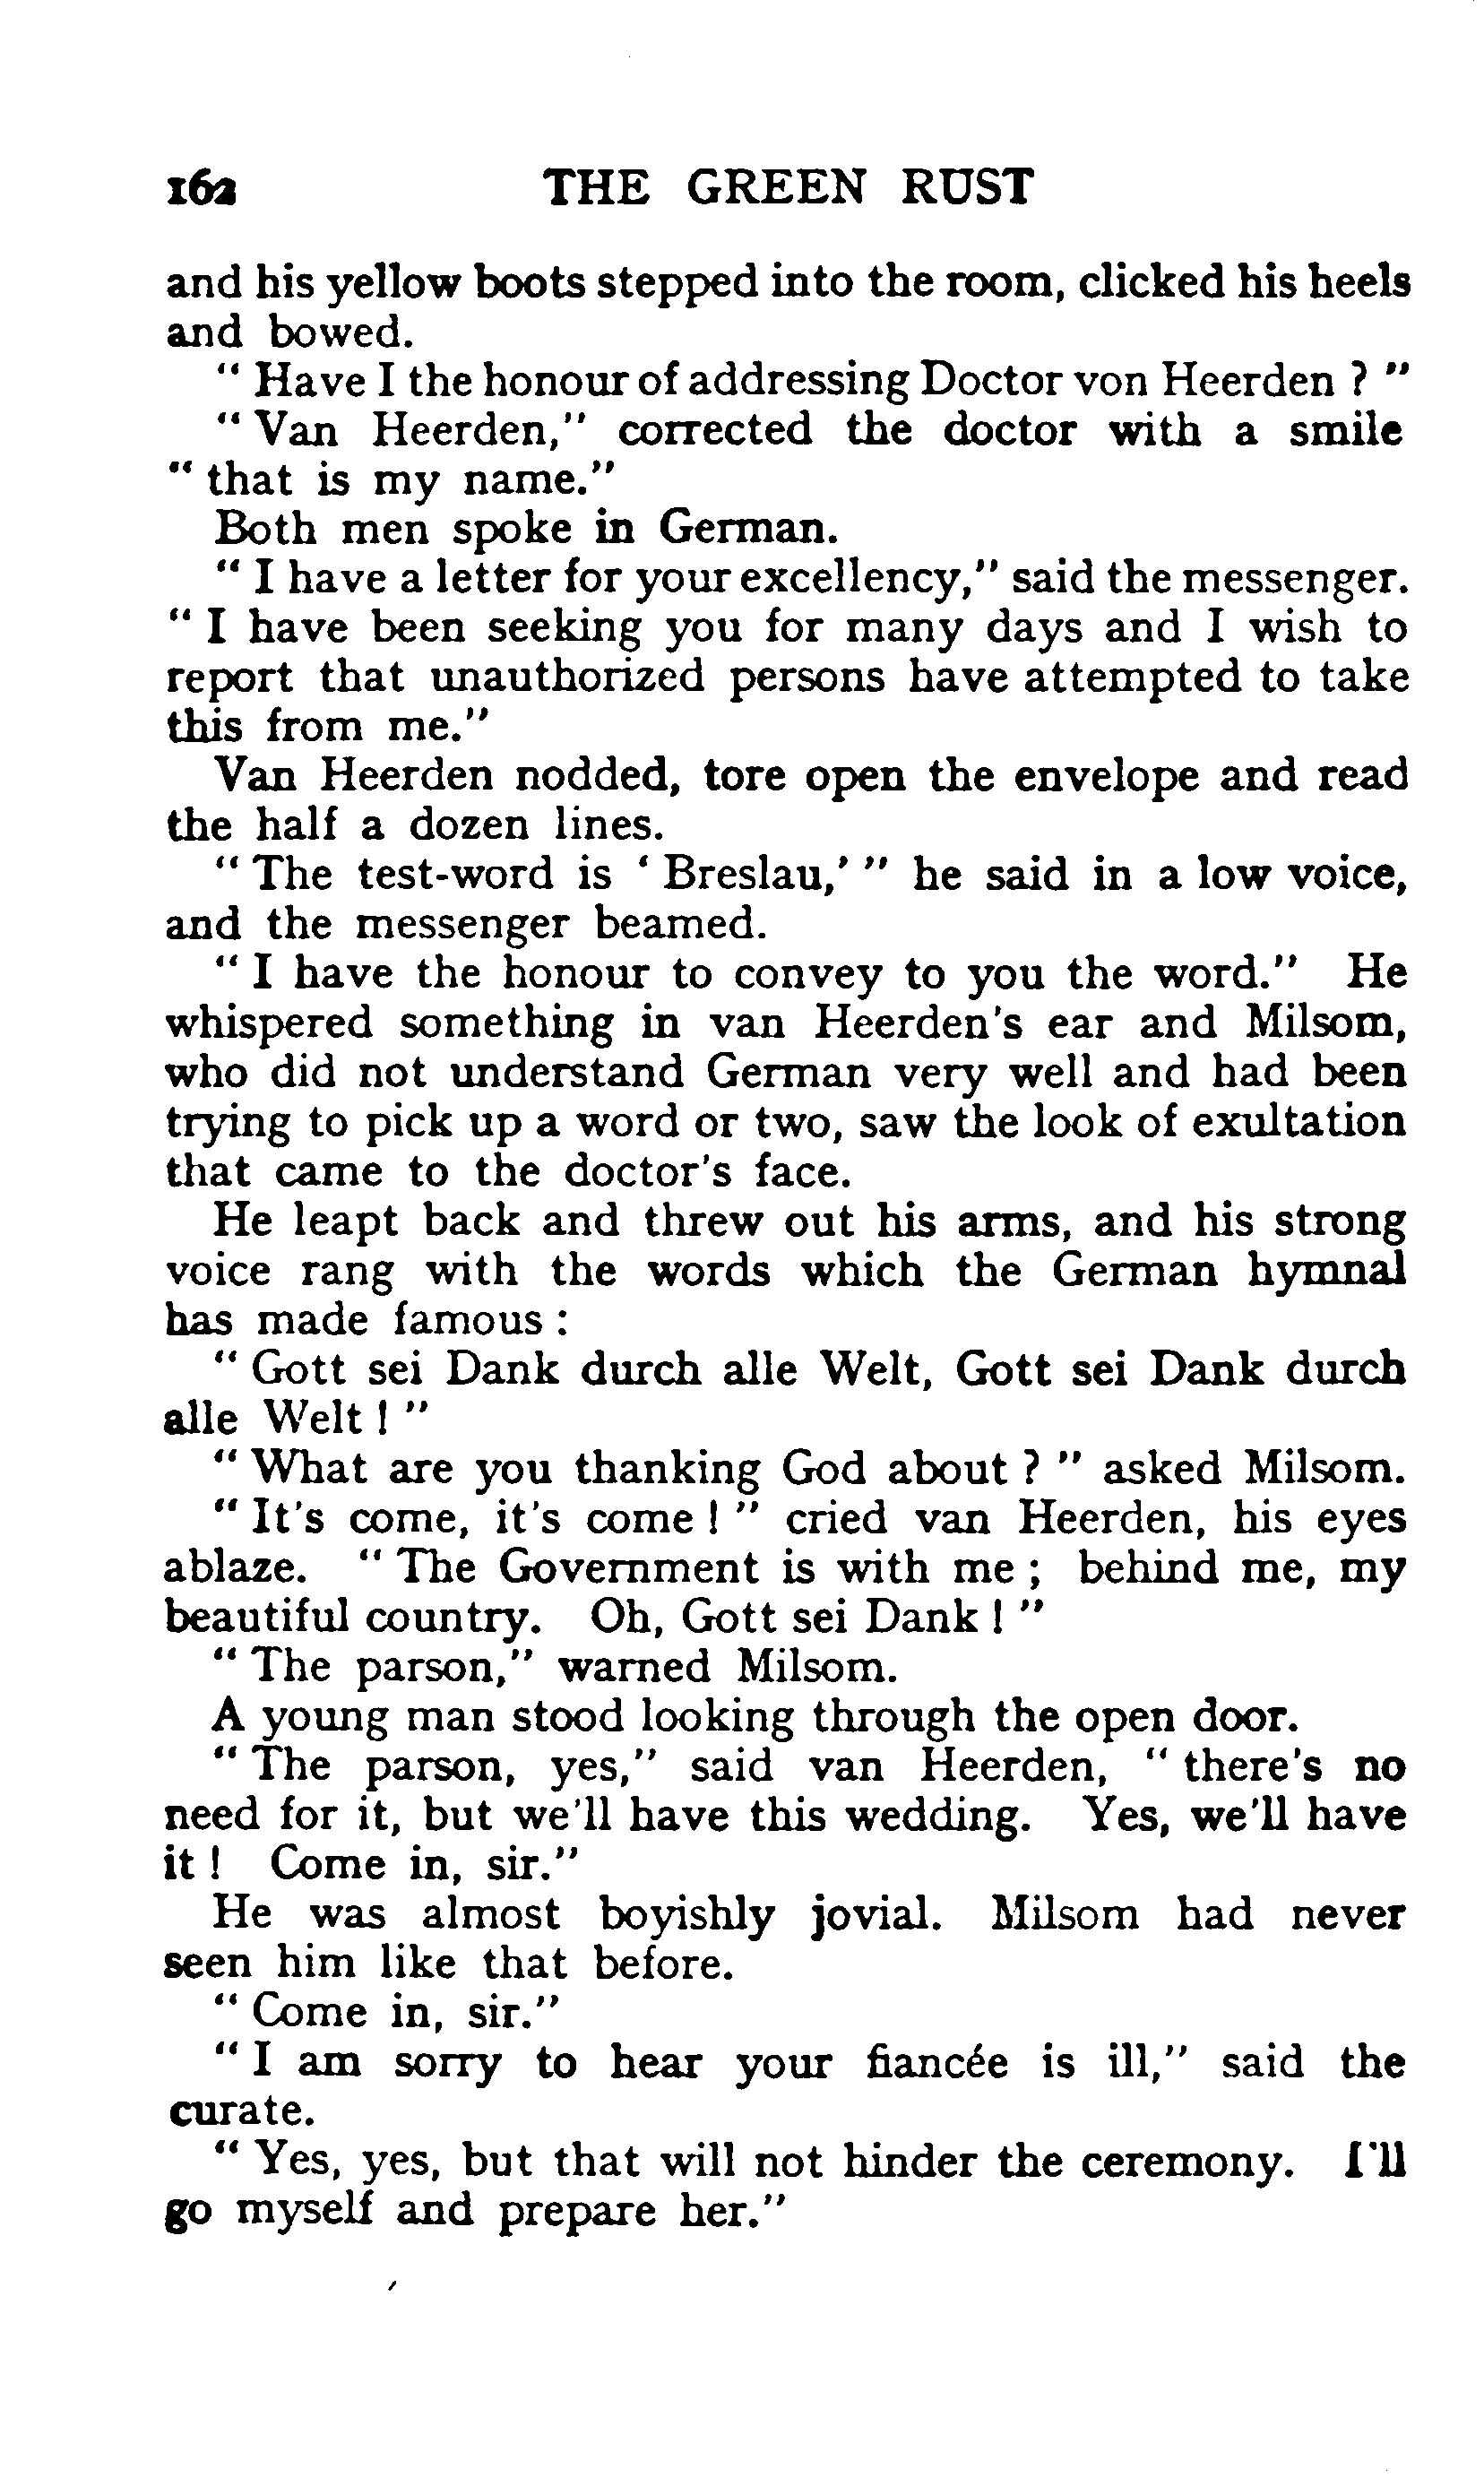 162 THE GREEN RUST
and his yellow boots stepped into the room, clicked his heels
and bowed.
" Have I the honour of addressing Doctor von Heerden ? "
" Van Heerden," corrected the doctor with a smile
" that is my name."
Both men spoke in German.
" I have a letter for your excellency," said the messenger.
" I have been seeking you for many days and I wish to
report that unauthorized persons have attempted to take
this from me."
Van Heerden nodded, tore open the envelope and read
the half a dozen lines.
" The test-word is ' Breslau,' " he said in a low voice,
and the messenger beamed.
" I have the honour to convey to you the word." He
whispered something in van Heerden's ear and Milsom,
who did not understand German very well and had been
trying to pick up a word or two, saw the look of exultation
that came to the doctor's face.
He leapt back and threw out his arms, and his strong
voice rang with the words which the German hymnal
has made famous :
" Gott sei Dank durch alle Welt, Gott sei Dank durch
alle Welt ! "
" What are you thanking God about ? " asked Milsom.
" It's come, it's come ! " cried van Heerden, his eyes
ablaze. " The Government is with me ; behind me, my
beautiful country. Oh, Gott sei Dank ! "
" The parson," warned Milsom.
A young man stood looking through the open door.
" The parson, yes," said van Heerden, " there's no
need for it, but we'll have this wedding. Yes, we'll have
it ! Come in, sir."
He was almost boyishly jovial. Milsom had never
seen him like that before.
" Come in, sir."
" I am sorry to hear your fiancée is ill," said the
curate.
" Yes, yes, but that will not hinder the ceremony. I'll
go myself and prepare her."